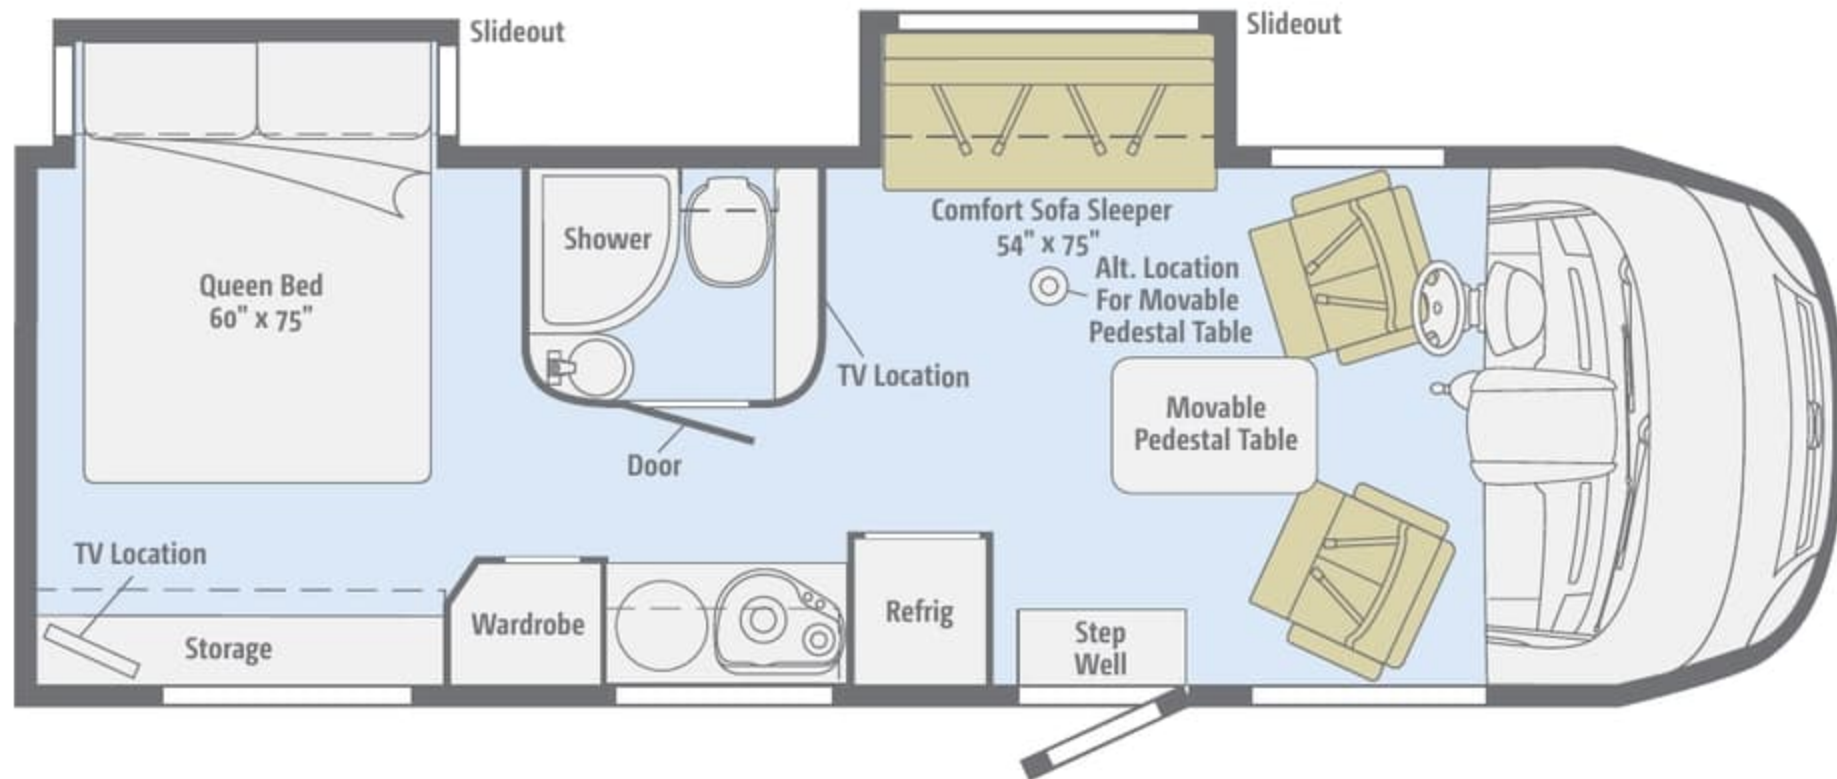 Slideout
Slideout
Shower
Comfort Sofa Sleeper
54" x 75"
Alt. Location
For Movable
Pedestal Table
Queen Bed
60" x 75"
TV Location
Movable
Pedestal Table
Door
TV Location
Wardrobe
Refrig
Storage
Step
Well